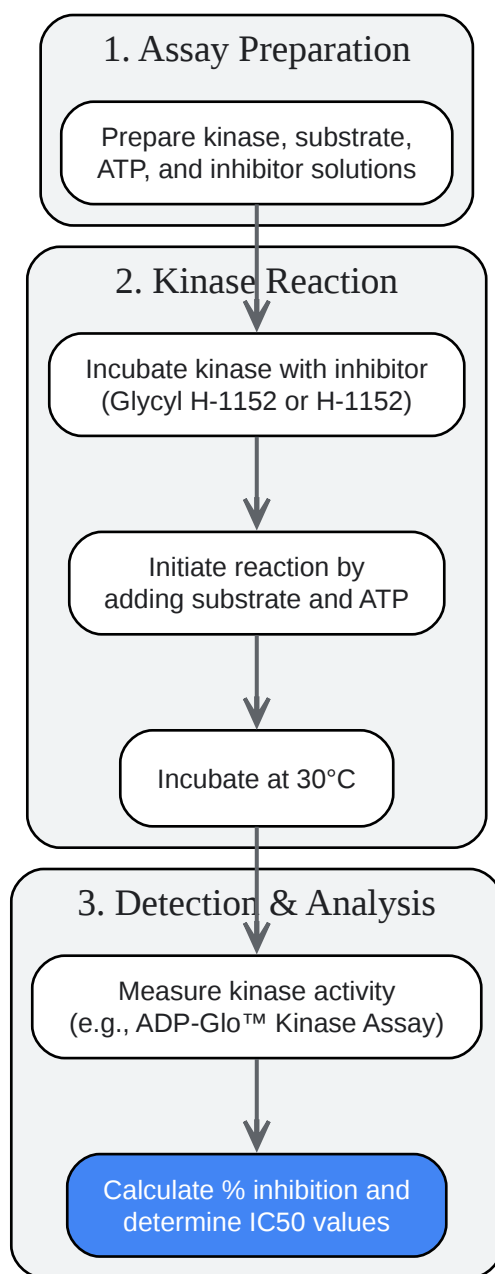 1. Assay Preparation
Prepare kinase, substrate,
ATP, and inhibitor solutions
2. Kinase Reaction
Incubate kinase with inhibitor
(Glycyl H-1152 or H-1152)
Initiate reaction by
adding substrate and ATP
Incubate at 30°C
3. Detection & Analysis
Measure kinase activity
(e.g., ADP-Glo™ Kinase Assay)
Calculate % inhibition and
determine IC50 values